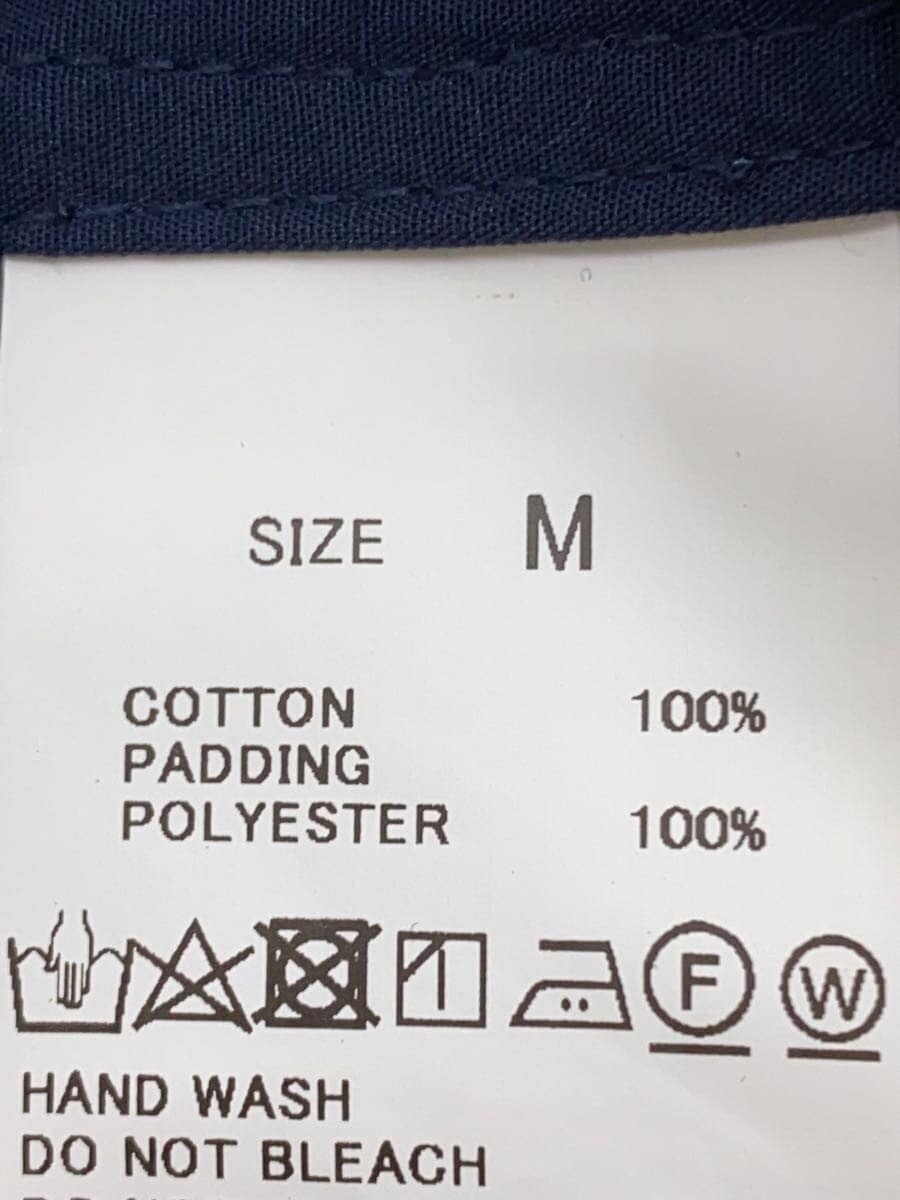 SIZE M
COTTON 100%
PADDING
POLYESTER 100%
F W
HAND WASH
DO NOT BLEACH